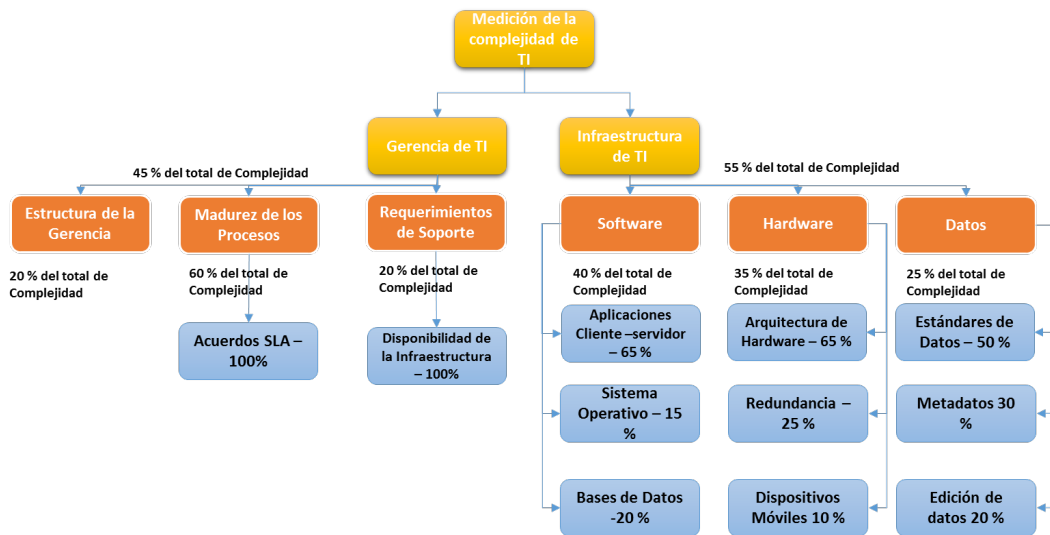 Medición de la
complejidad de
TI
Gerencia de TI
Infraestructura
de TI
45 % del total de Complejidad
55 % del total de Complejidad
Estructura de la
Gerencia
Madurez de los
Procesos
Requerimientos
de Soporte
Software
Hardware
Datos
20 % del total de
Complejidad
60 % del total de
Complejidad
20 % del total de
Complejidad
40 % del total de
Complejidad
35 % del total de
Complejidad
25 % del total de
Complejidad
Acuerdos SLA –
100%
Disponibilidad de
la Infraestructura
– 100%
Aplicaciones
Cliente –servidor
– 65 %
Arquitectura de
Hardware – 65 %
Estándares de
Datos – 50 %
Sistema
Operativo – 15
%
Redundancia –
25 %
Metadatos 30
%
Bases de Datos
-20 %
Dispositivos
Móviles 10 %
Edición de
datos 20 %